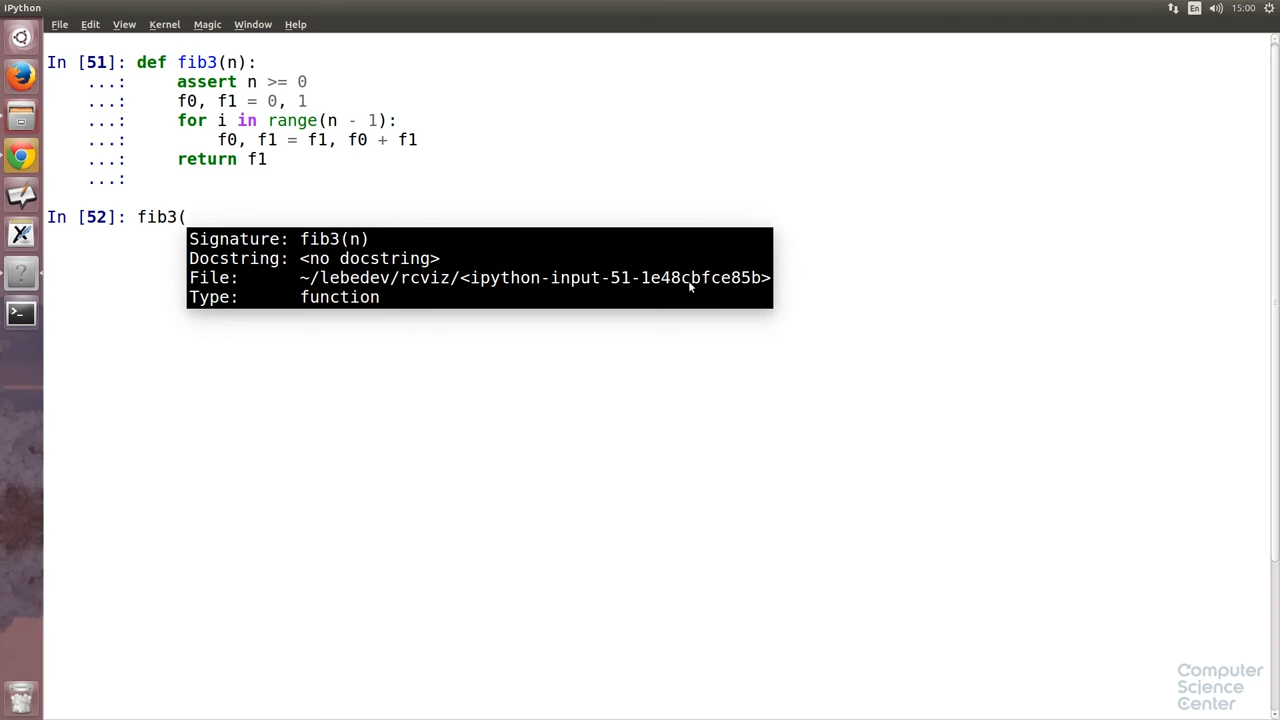 IPython
En
15:00
File Edit View Kernel Magic Window Help
In [51]: def fib3(n):
...: assert n >= 0
...: f0, f1 = 0, 1
...: for i in range(n - 1):
...: f0, f1 = f1, f0 + f1
...: return f1
...:
In [52]: fib3(
Signature: fib3(n)
Docstring: <no docstring>
File: ~/lebedev/rcviz/<ipython-input-51-1e48cbfce85b>
Type: function
Computer
Science
Center